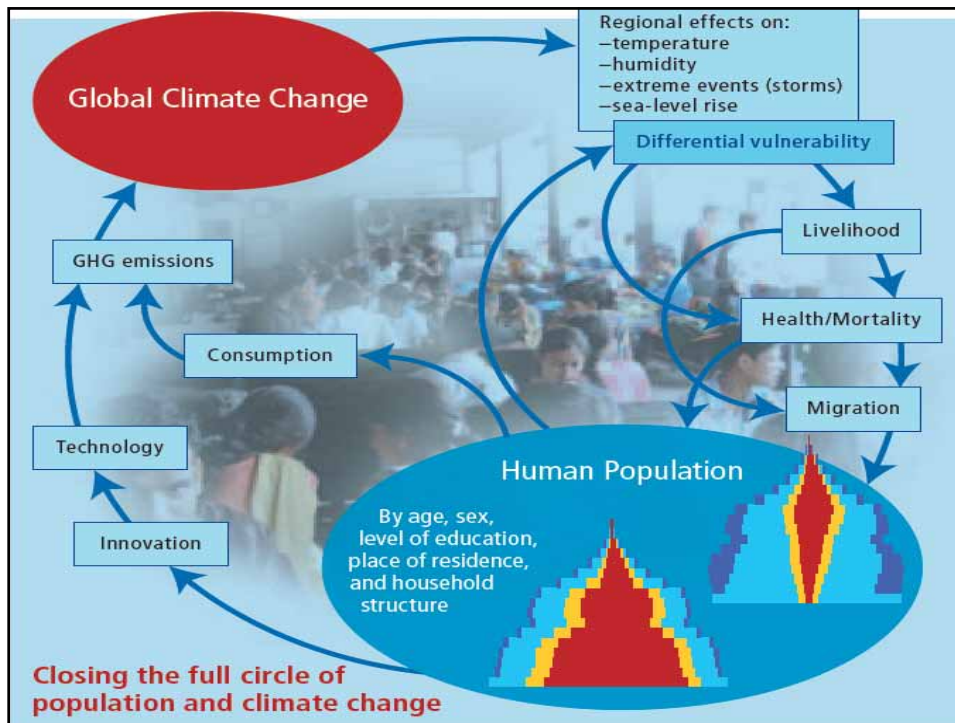 Global Climate Change
Regional effects on:
–temperature
–humidity
–extreme events (storms)
–sea-level rise
Differential vulnerability
Livelihood
Health/Mortality
Migration
GHG emissions
Consumption
Technology
Innovation
Human Population
By age, sex,
level of education,
place of residence,
and household
structure
Closing the full circle of
population and climate change